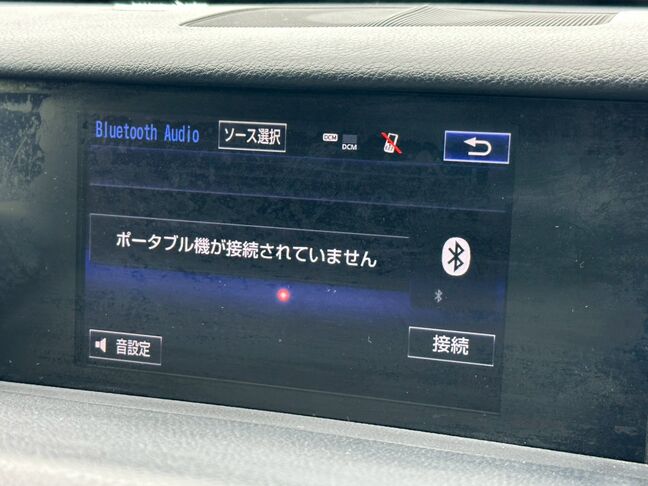 Bluetooth Audio
ソース選択
DCM
DCM
ポータブル機が接続されていません
音設定
接続